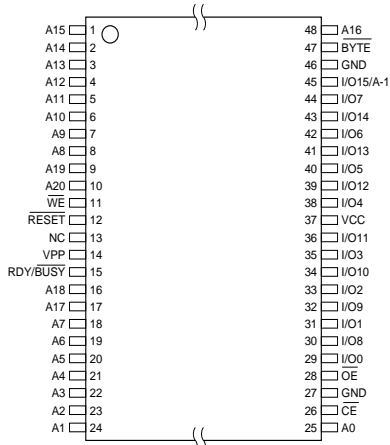 A15 1 48 A16
A14 2 47 BYTE
A13 3 46 GND
A12 4 45 I/O15/A-1
A11 5 44 I/O7
A10 6 43 I/O14
A9 7 42 I/O6
A8 8 41 I/O13
A19 9 40 I/O5
A20 10 39 I/O12
WE 11 38 I/O4
RESET 12 37 VCC
NC 13 36 I/O11
VPP 14 35 I/O3
RDY/BUSY 15 34 I/O10
A18 16 33 I/O2
A17 17 32 I/O9
A7 18 31 I/O1
A6 19 30 I/O8
A5 20 29 I/O0
A4 21 28 OE
A3 22 27 GND
A2 23 26 CE
A1 24 25 A0